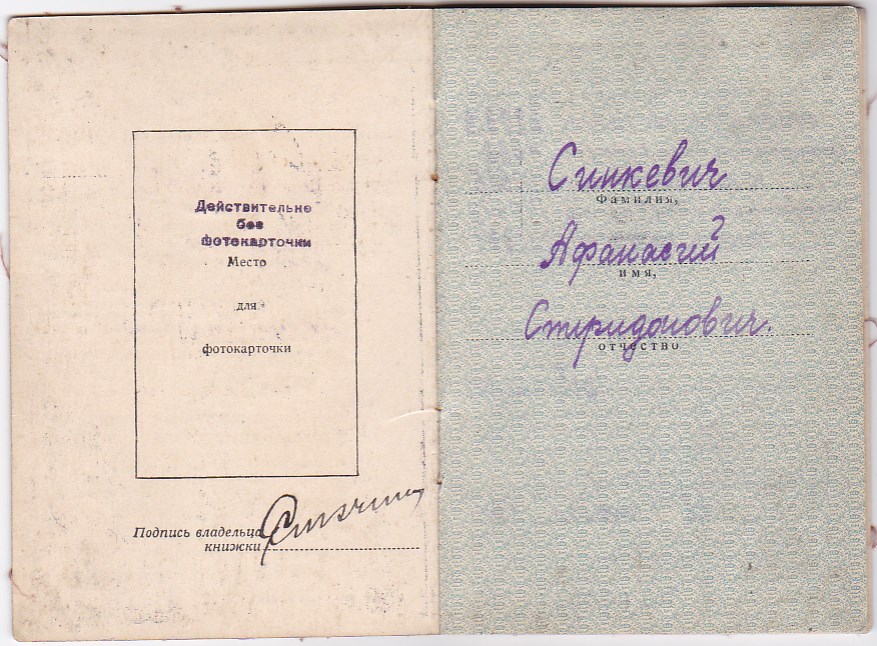 Действительно
без
фотокарточки
Место
для
фотокарточки
Подпись владельца
книжки
Синкевич
Фамилия,
Афанасий
имя,
Спиридонович.
отчество